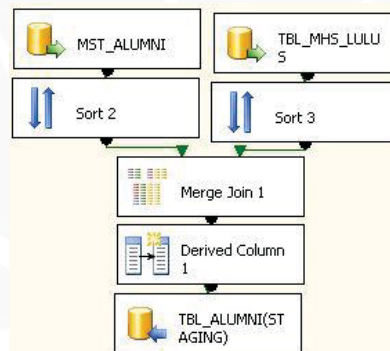 MST_ALUMNI
TBL_MHS_LULU
S
Sort 2
Sort 3
Merge Join 1
Derived Column
1
TBL_ALUMNI(ST
AGING)